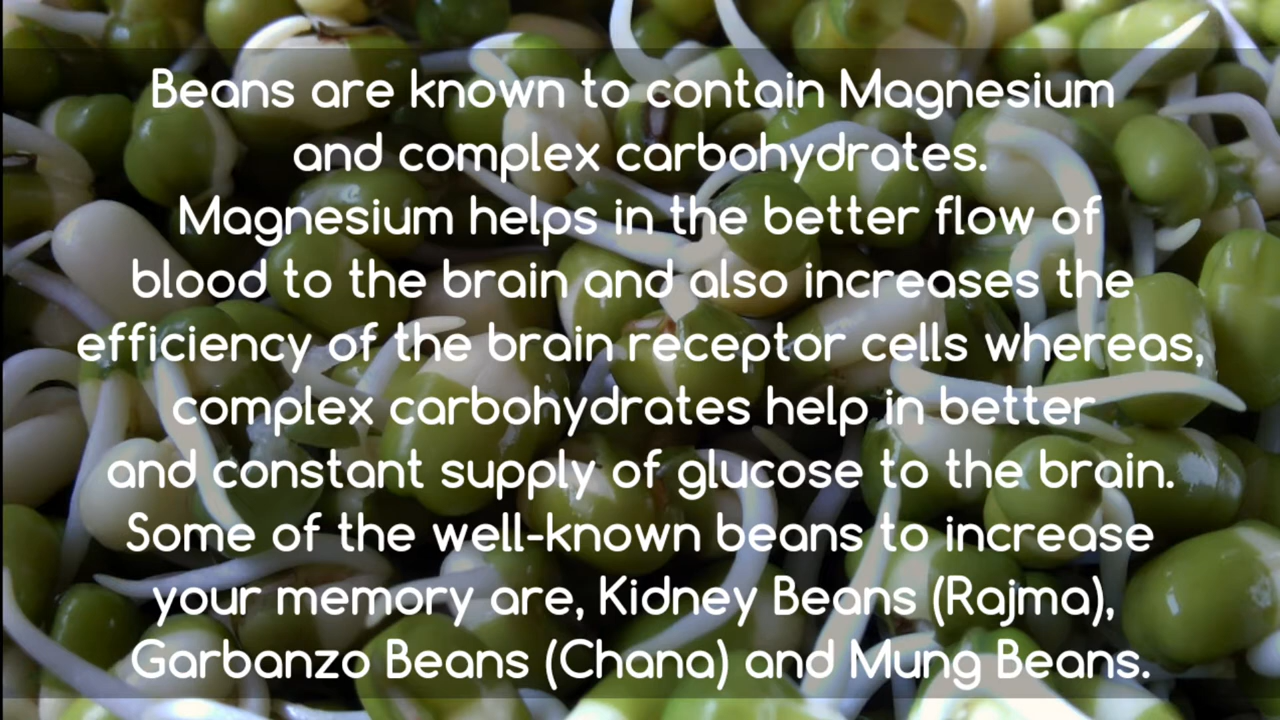 Beans are known to contain Magnesium
and complex carbohydrates.
Magnesium helps in the better flow of
blood to the brain and also increases the
efficiency of the brain receptor cells whereas,
complex carbohydrates help in better
and constant supply of glucose to the brain.
Some of the well-known beans to increase
your memory are, Kidney Beans (Rajma),
Garbanzo Beans (Chana) and Mung Beans.